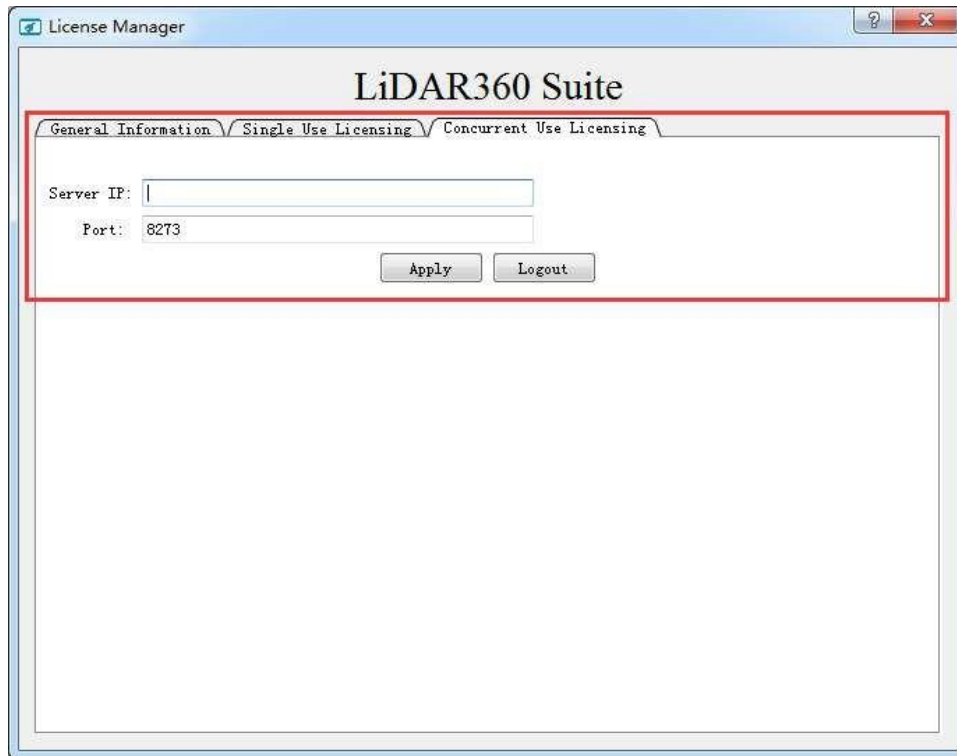 License Manager
LiDAR360 Suite
General Information Single Use Licensing Concurrent Use Licensing
Server IP:
Port: 8273
Apply Logout